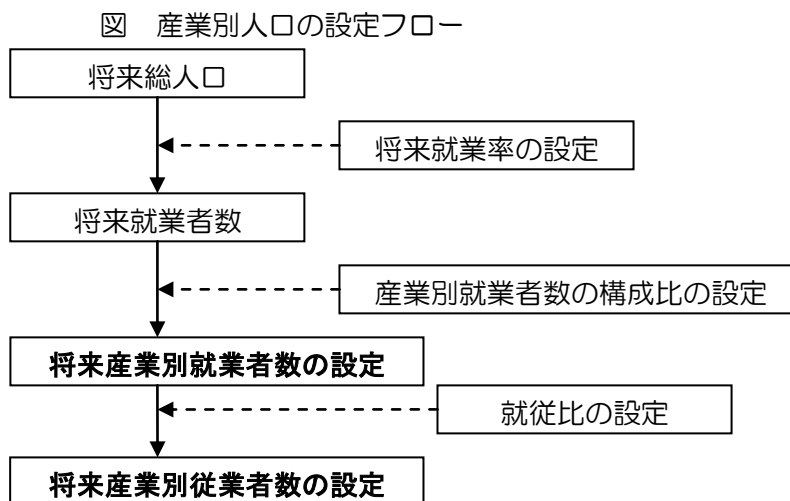 図　産業別人口の設定フロー
将来総人口
将来就業率の設定
将来就業者数
産業別就業者数の構成比の設定
将来産業別就業者数の設定
就従比の設定
将来産業別従業者数の設定